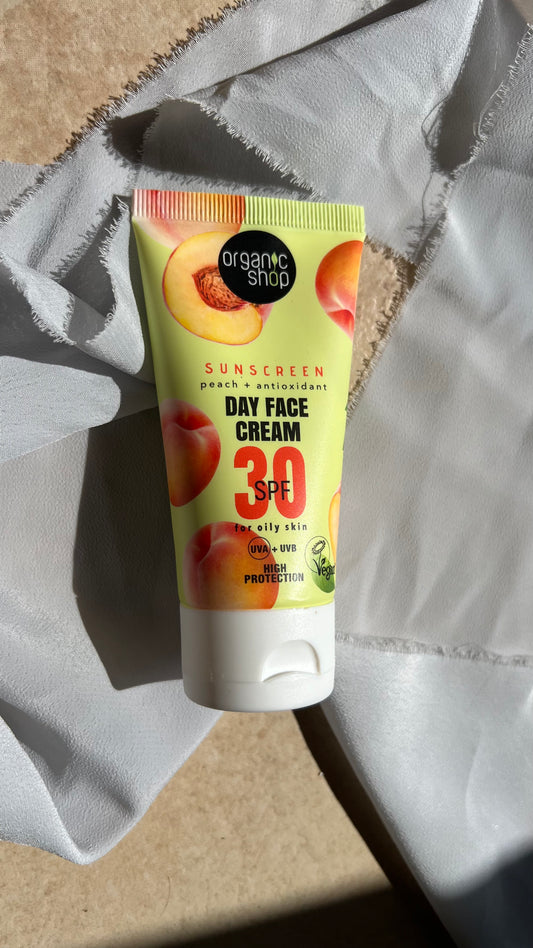 organic
shop
SUNSCREEN
peach + antioxidant
DAY FACE
CREAM
30
SPF
for oily skin
UVA + UVB
HIGH
PROTECTION
Vegan